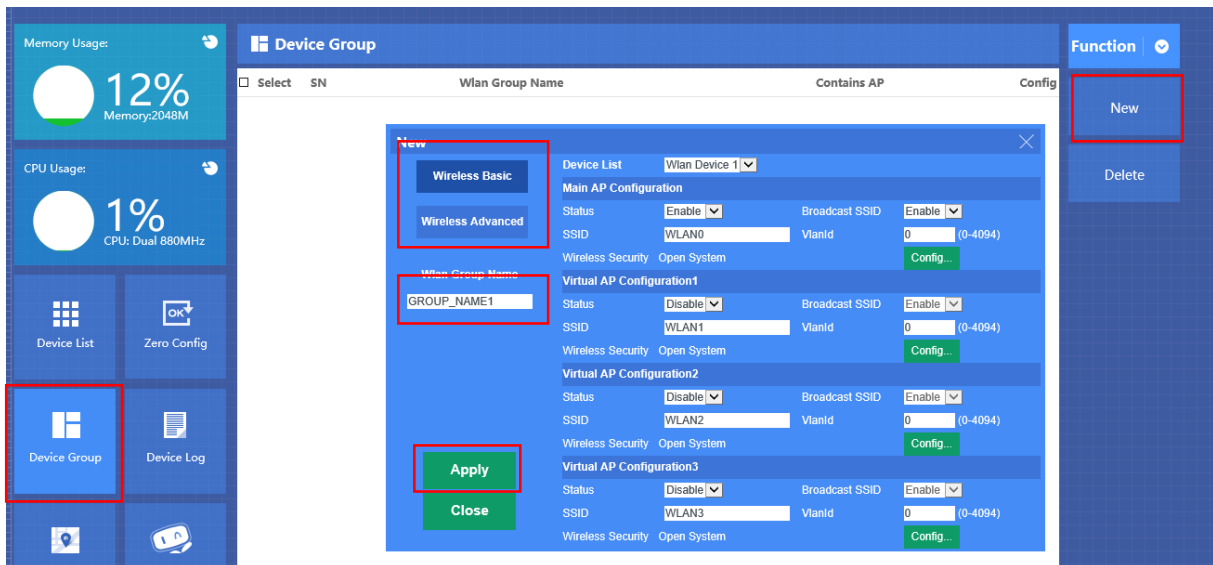 Memory Usage:
12%
Memory:2048M
CPU Usage:
1%
CPU: Dual 880MHz
Device List
Zero Config
OK
Device Group
Device Log
Device Group
Select SN Wlan Group Name Contains AP Config
New
Wireless Basic
Wireless Advanced
Wlan Group Name
GROUP_NAME1
Apply
Close
Device List Wlan Device 1
Main AP Configuration
Status Enable Broadcast SSID Enable
SSID WLAN0 VlanId 0 (0-4094)
Wireless Security Open System Config...
Virtual AP Configuration1
Status Disable Broadcast SSID Enable
SSID WLAN1 VlanId 0 (0-4094)
Wireless Security Open System Config...
Virtual AP Configuration2
Status Disable Broadcast SSID Enable
SSID WLAN2 VlanId 0 (0-4094)
Wireless Security Open System Config...
Virtual AP Configuration3
Status Disable Broadcast SSID Enable
SSID WLAN3 VlanId 0 (0-4094)
Wireless Security Open System Config...
Function
New
Delete